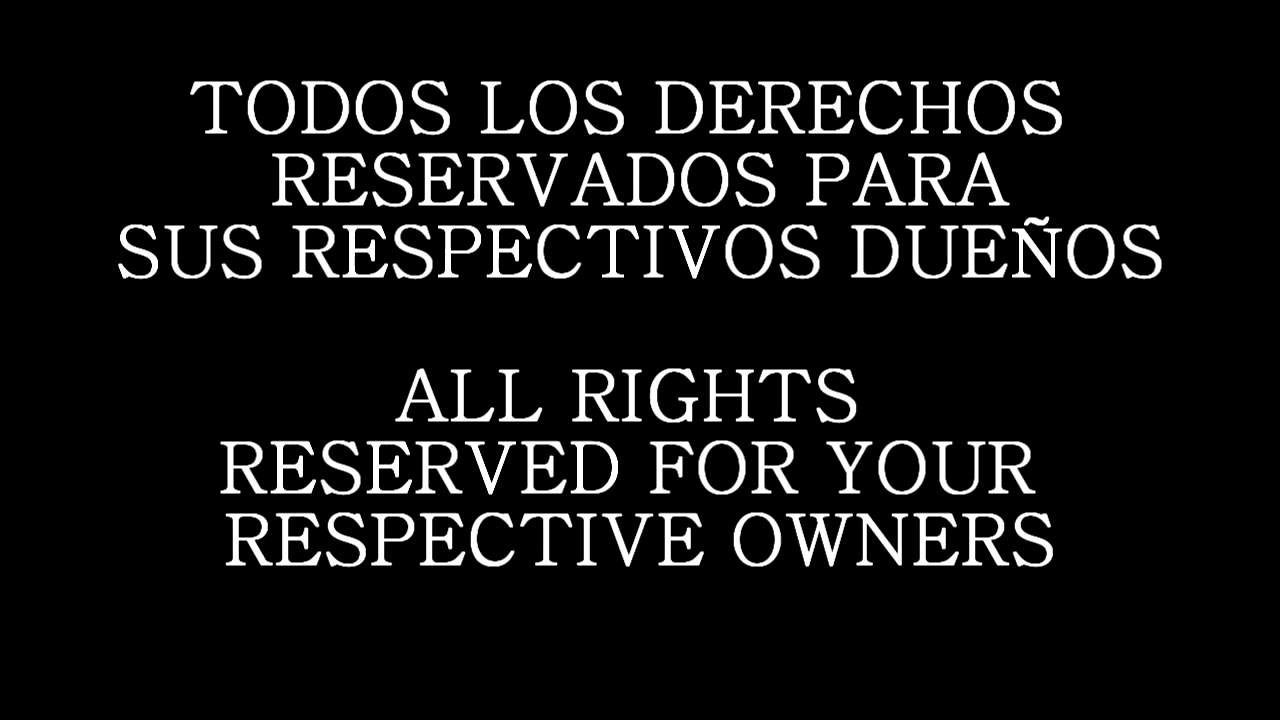 TODOS LOS DERECHOS
RESERVADOS PARA
SUS RESPECTIVOS DUEÑOS
ALL RIGHTS
RESERVED FOR YOUR
RESPECTIVE OWNERS